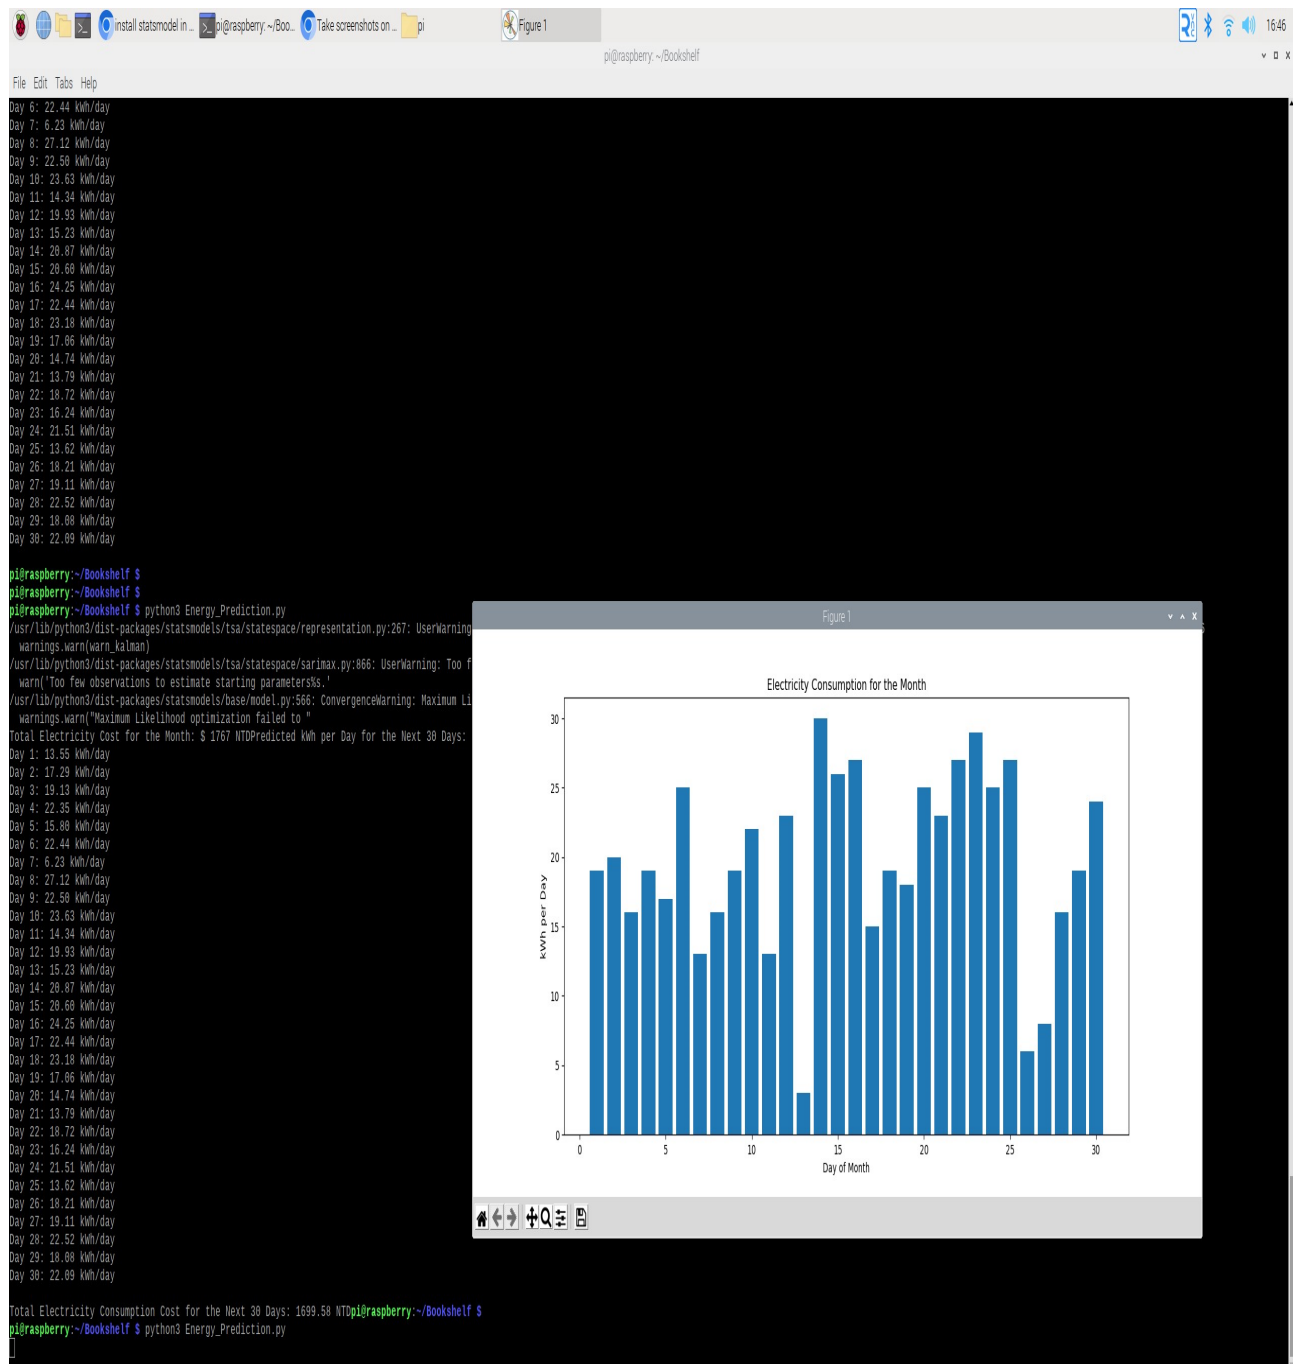 install statsmodel in ...
pi@raspberry: ~/Boo...
Take screenshots on ...
pi
Figure 1
16:46
pi@raspberry: ~/Bookshelf
File Edit Tabs Help
Day 6: 22.44 kWh/day
Day 7: 6.23 kWh/day
Day 8: 27.12 kWh/day
Day 9: 22.50 kWh/day
Day 10: 23.63 kWh/day
Day 11: 14.34 kWh/day
Day 12: 19.93 kWh/day
Day 13: 15.23 kWh/day
Day 14: 20.87 kWh/day
Day 15: 20.60 kWh/day
Day 16: 24.25 kWh/day
Day 17: 22.44 kWh/day
Day 18: 23.18 kWh/day
Day 19: 17.06 kWh/day
Day 20: 14.74 kWh/day
Day 21: 13.79 kWh/day
Day 22: 18.72 kWh/day
Day 23: 16.24 kWh/day
Day 24: 21.51 kWh/day
Day 25: 13.62 kWh/day
Day 26: 18.21 kWh/day
Day 27: 19.11 kWh/day
Day 28: 22.52 kWh/day
Day 29: 18.08 kWh/day
Day 30: 22.09 kWh/day
pi@raspberry:~/Bookshelf $
pi@raspberry:~/Bookshelf $
pi@raspberry:~/Bookshelf $ python3 Energy_Prediction.py
/usr/lib/python3/dist-packages/statsmodels/tsa/statespace/representation.py:267: UserWarning
warnings.warn(warn_kalman)
/usr/lib/python3/dist-packages/statsmodels/tsa/statespace/sarimax.py:866: UserWarning: Too f
warn('Too few observations to estimate starting parameters%s.'
/usr/lib/python3/dist-packages/statsmodels/base/model.py:566: ConvergenceWarning: Maximum Li
warnings.warn("Maximum Likelihood optimization failed to "
Total Electricity Cost for the Month: $ 1767 NTDPredicted kWh per Day for the Next 30 Days:
Day 1: 13.55 kWh/day
Day 2: 17.29 kWh/day
Day 3: 19.13 kWh/day
Day 4: 22.35 kWh/day
Day 5: 15.80 kWh/day
Day 6: 22.44 kWh/day
Day 7: 6.23 kWh/day
Day 8: 27.12 kWh/day
Day 9: 22.50 kWh/day
Day 10: 23.63 kWh/day
Day 11: 14.34 kWh/day
Day 12: 19.93 kWh/day
Day 13: 15.23 kWh/day
Day 14: 20.87 kWh/day
Day 15: 20.60 kWh/day
Day 16: 24.25 kWh/day
Day 17: 22.44 kWh/day
Day 18: 23.18 kWh/day
Day 19: 17.06 kWh/day
Day 20: 14.74 kWh/day
Day 21: 13.79 kWh/day
Day 22: 18.72 kWh/day
Day 23: 16.24 kWh/day
Day 24: 21.51 kWh/day
Day 25: 13.62 kWh/day
Day 26: 18.21 kWh/day
Day 27: 19.11 kWh/day
Day 28: 22.52 kWh/day
Day 29: 18.08 kWh/day
Day 30: 22.09 kWh/day
Total Electricity Consumption Cost for the Next 30 Days: 1699.58 NTDpi@raspberry:~/Bookshelf $
pi@raspberry:~/Bookshelf $ python3 Energy_Prediction.py
Figure 1
Electricity Consumption for the Month
30
25
20
15
10
5
0
kWh per Day
0 5 10 15 20 25 30
Day of Month